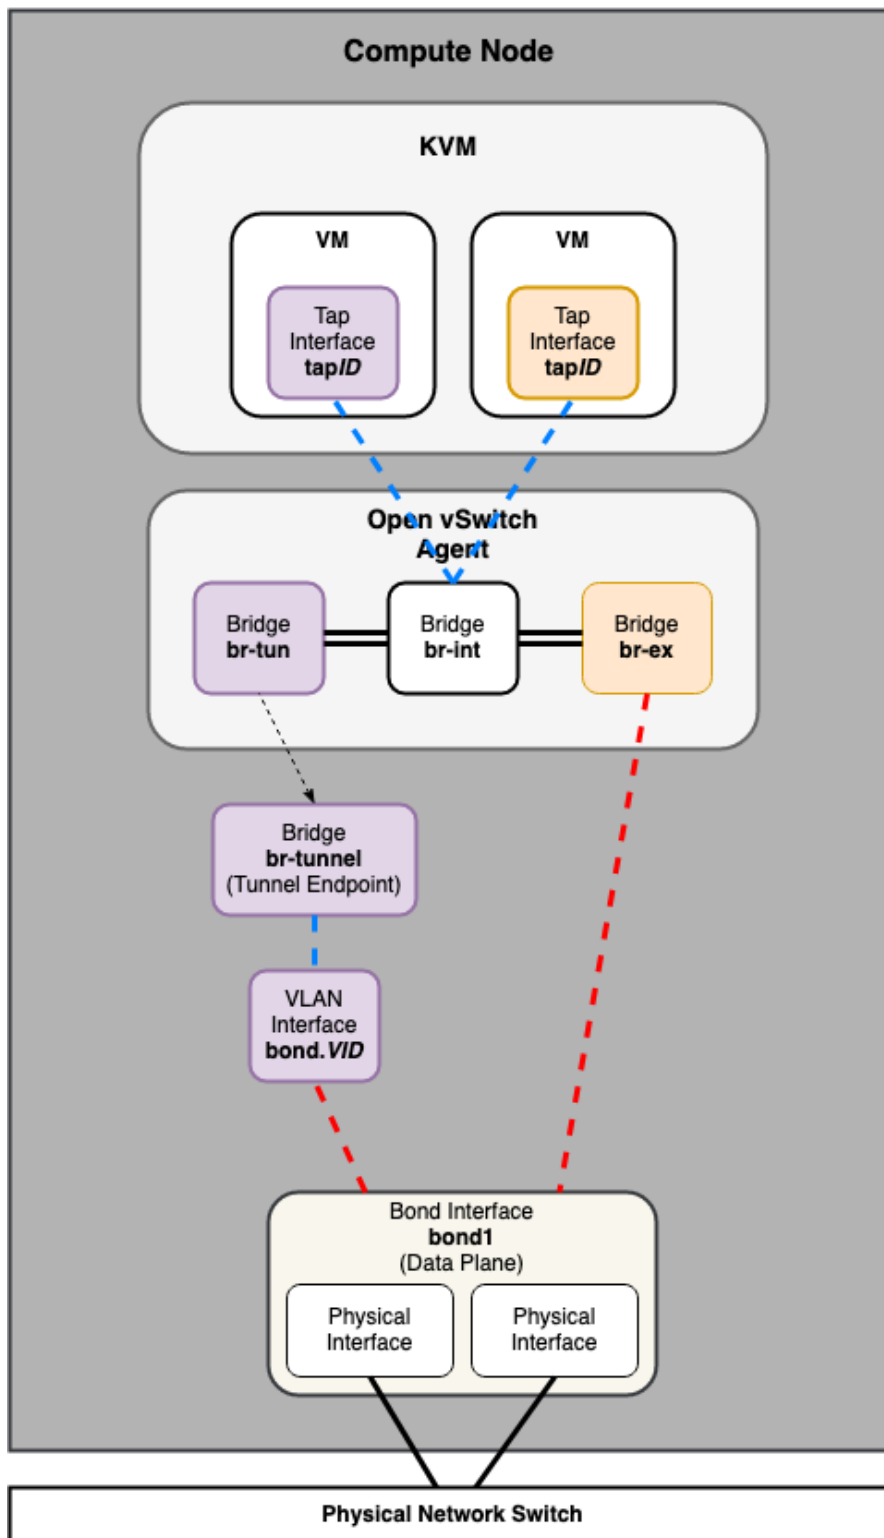 Compute Node
KVM
VM
VM
Tap
Interface
tapID
Tap
Interface
tapID
Open vSwitch
Agent
Bridge
br-tun
Bridge
br-int
Bridge
br-ex
Bridge
br-tunnel
(Tunnel Endpoint)
VLAN
Interface
bond.VID
Bond Interface
bond1
(Data Plane)
Physical
Interface
Physical
Interface
Physical Network Switch